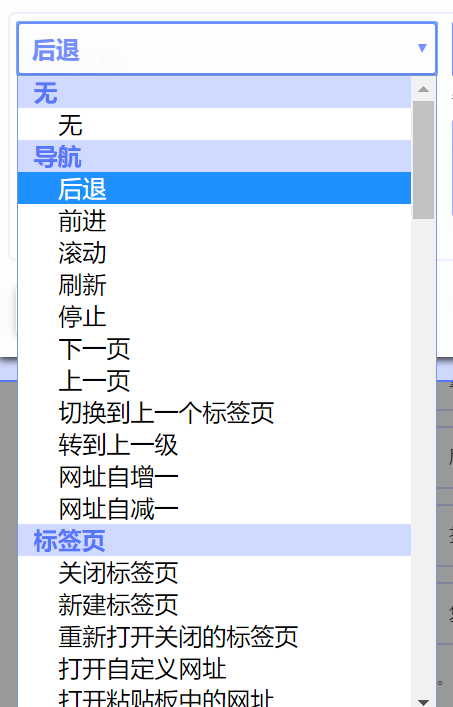 后退
无
无
导航
后退
前进
滚动
刷新
停止
下一页
上一页
切换到上一个标签页
转到上一级
网址自增一
网址自减一
标签页
关闭标签页
新建标签页
重新打开关闭的标签页
打开自定义网址
打开粘贴板中的网址